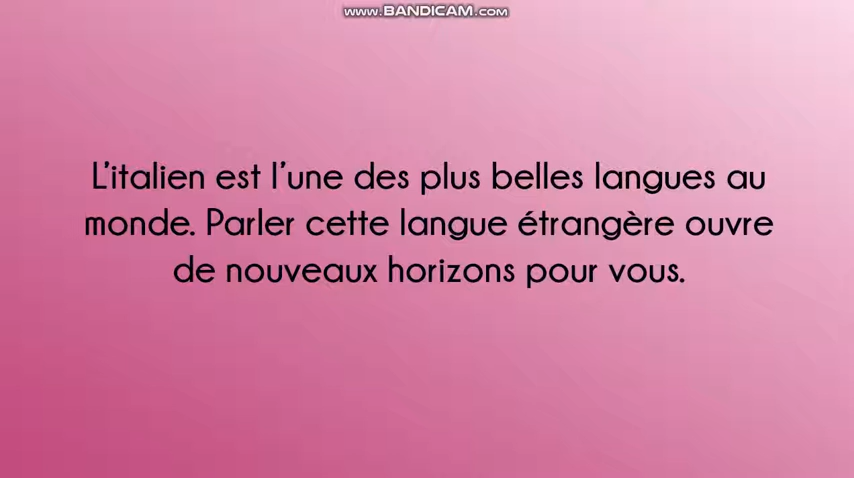 www.BANDICAM.com
L'italien est l'une des plus belles langues au
monde. Parler cette langue étrangère ouvre
de nouveaux horizons pour vous.